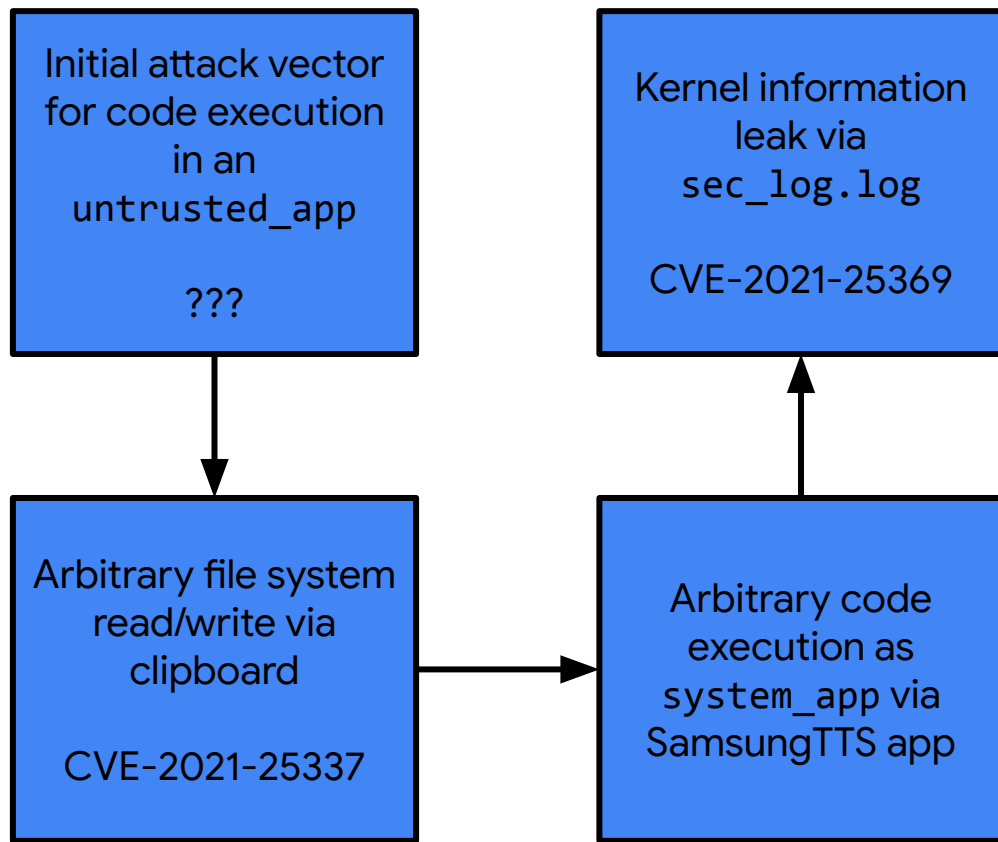 Initial attack vector
for code execution
in an
untrusted_app
???
Arbitrary file system
read/write via
clipboard
CVE-2021-25337
Arbitrary code
execution as
system_app via
SamsungTTS app
Kernel information
leak via
sec_log.log
CVE-2021-25369